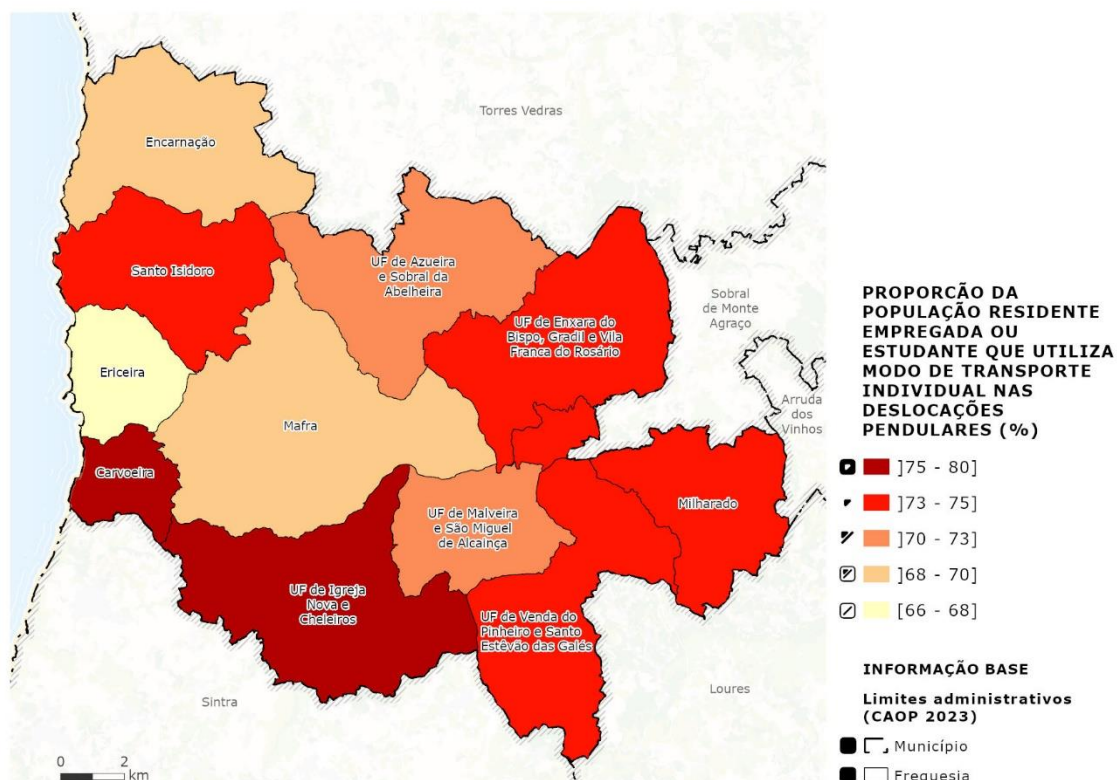 Torres Vedras
Encarnação
Santo Isidoro
UF de Azueira
e Sobral da
Abelheira
Sobral
de Monte
Agraço
UF de Enxara do
Bispo, Gradil e Vila
Franca do Rosário
Ericeira
Arruda
dos
Vinhos
Mafra
Carvoeira
Milharado
UF de Malveira
e São Miguel
de Alcainça
UF de Igreja
Nova e
Cheleiros
UF de Venda do
Pinheiro e Santo
Estêvão das Galés
Sintra
Loures
0 2
km
PROPORCÃO DA
POPULAÇÃO RESIDENTE
EMPREGADA OU
ESTUDANTE QUE UTILIZA
MODO DE TRANSPORTE
INDIVIDUAL NAS
DESLOCAÇÕES
PENDULARES (%)
]75 - 80]
]73 - 75]
]70 - 73]
]68 - 70]
[66 - 68]
INFORMAÇÃO BASE
Limites administrativos
(CAOP 2023)
Município
Freguesia